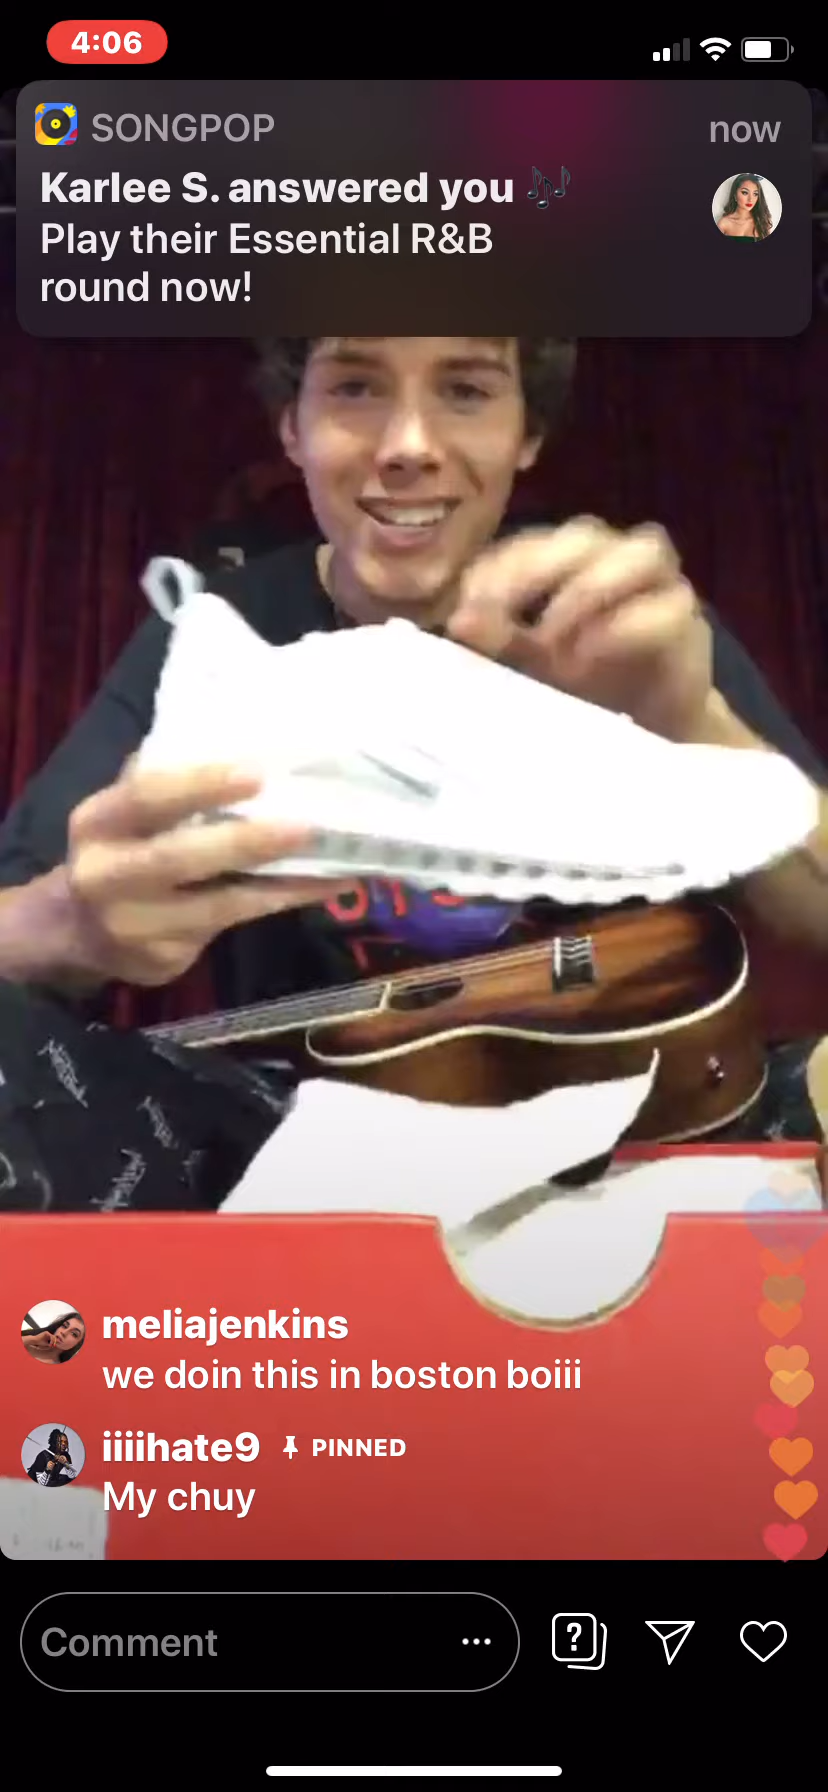 4:06
SONGPOP
now
Karlee S. answered you
Play their Essential R&B
round now!
meliajenkins
we doin this in boston boiii
iiiihate9 PINNED
My chuy
Comment
?